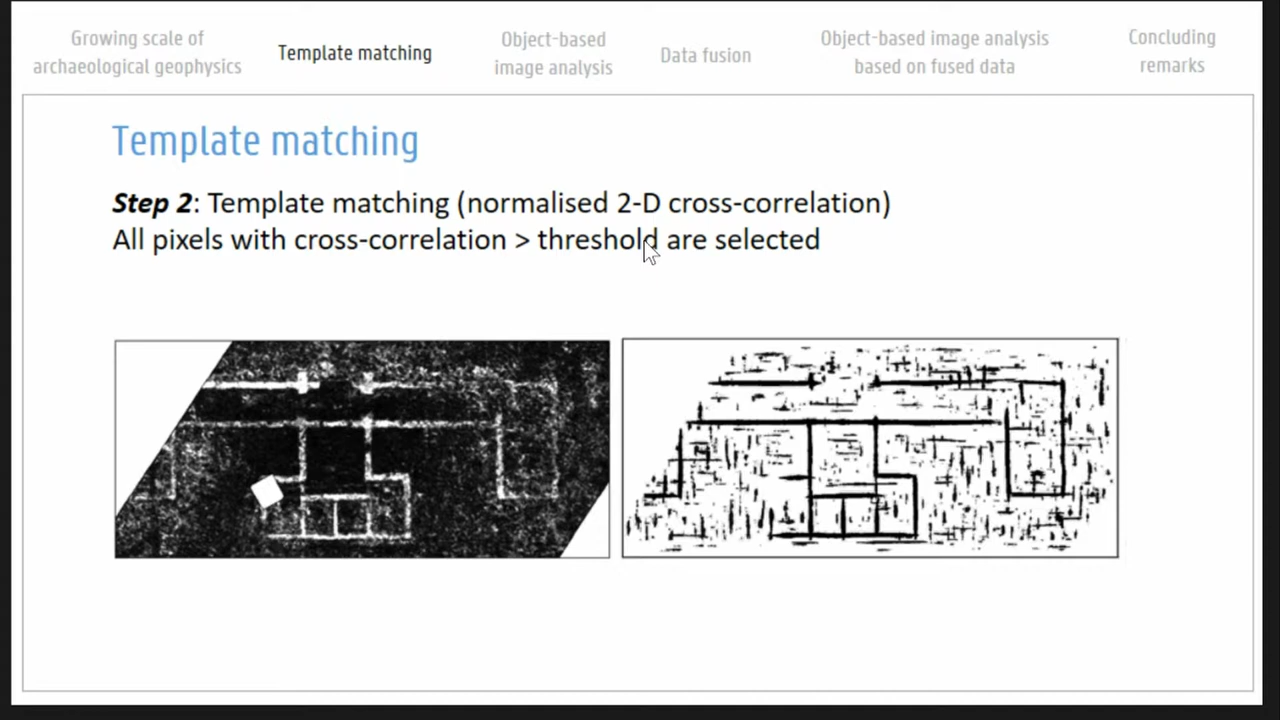 Growing scale of
archaeological geophysics
Template matching
Object-based
image analysis
Data fusion
Object-based image analysis
based on fused data
Concluding
remarks
Template matching
Step 2: Template matching (normalised 2-D cross-correlation)
All pixels with cross-correlation > threshold are selected